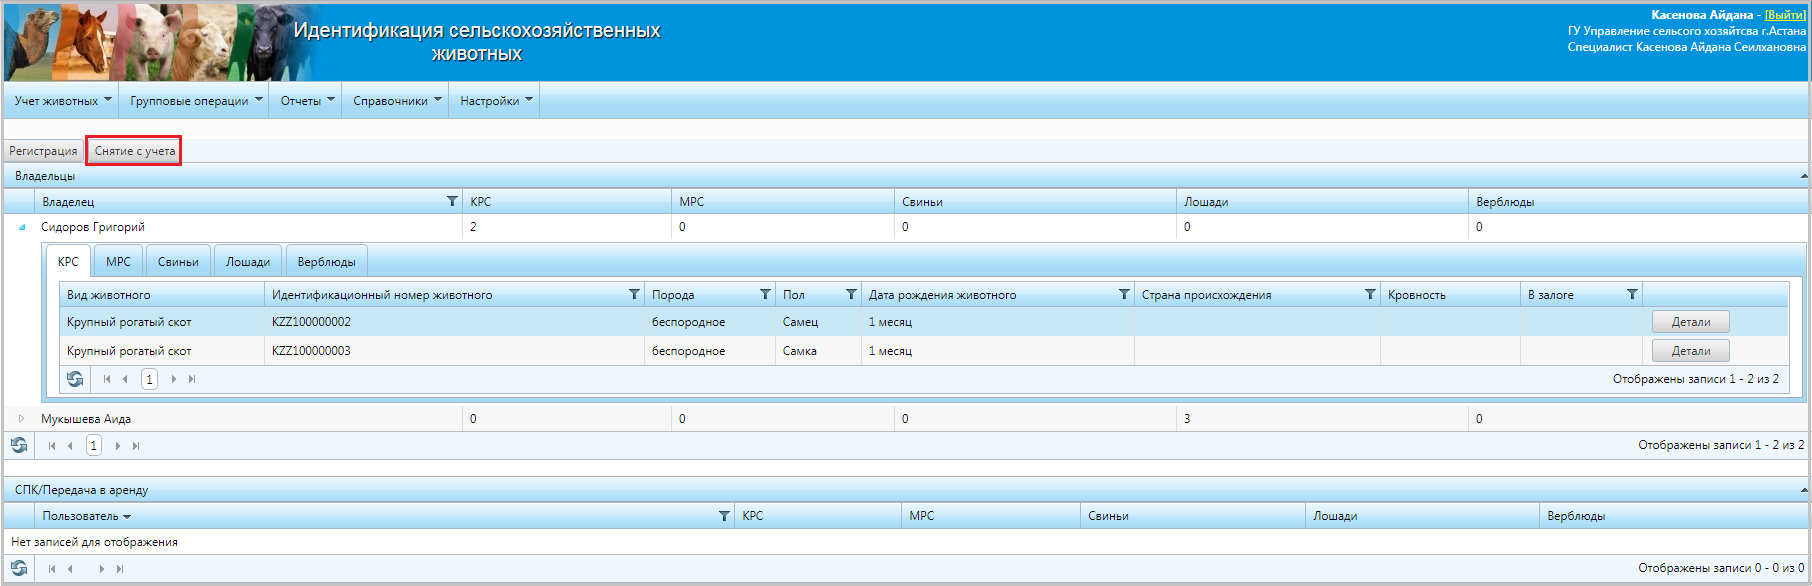 Идентификация сельскохозяйственных
животных
Касенова Айдана - [Выйти]
ГУ Управление сельсого хозяйтсва г.Астана
Специалист Касенова Айдана Сеилхановна
Учет животных Групповые операции Отчеты Справочники Настройки
Регистрация Снятие с учета
Владельцы
Владелец КРС МРС Свиньи Лошади Верблюды
Сидоров Григорий 2 0 0 0 0
КРС МРС Свиньи Лошади Верблюды
Вид животного Идентификационный номер животного Порода Пол Дата рождения животного Страна происхождения Кровность В залоге
Крупный рогатый скот KZZ100000002 беспородное Самец 1 месяц Детали
Крупный рогатый скот KZZ100000003 беспородное Самка 1 месяц Детали
1 Отображены записи 1 - 2 из 2
Мукышева Аида 0 0 0 3 0
1 Отображены записи 1 - 2 из 2
СПК/Передача в аренду
Пользователь КРС МРС Свиньи Лошади Верблюды
Нет записей для отображения
Отображены записи 0 - 0 из 0